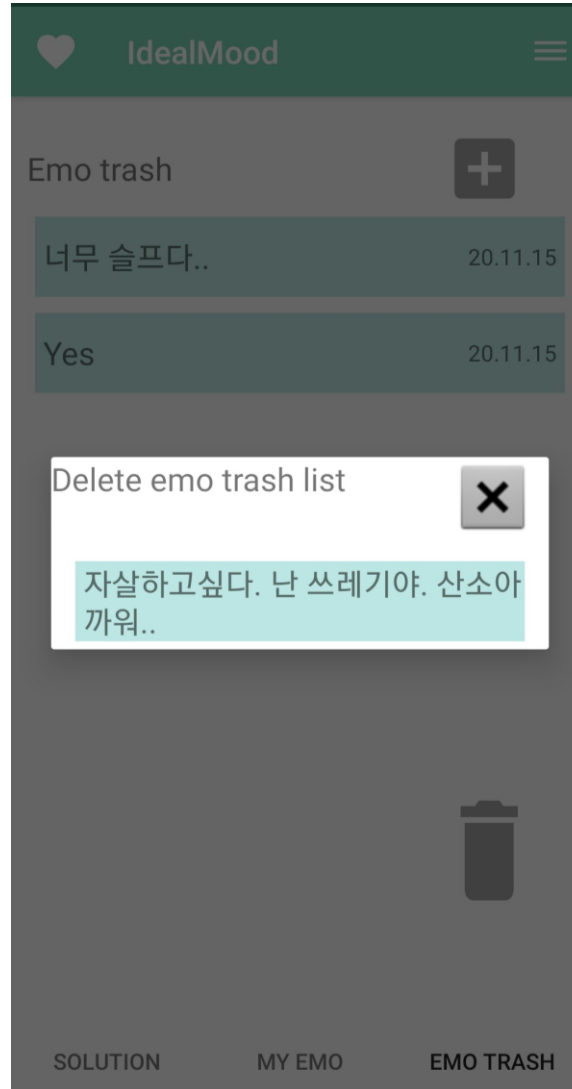 IdealMood
Emo trash
너무 슬프다..
20.11.15
Yes
20.11.15
Delete emo trash list
자살하고싶다. 난 쓰레기야. 산소아
까워..
SOLUTION
MY EMO
EMO TRASH